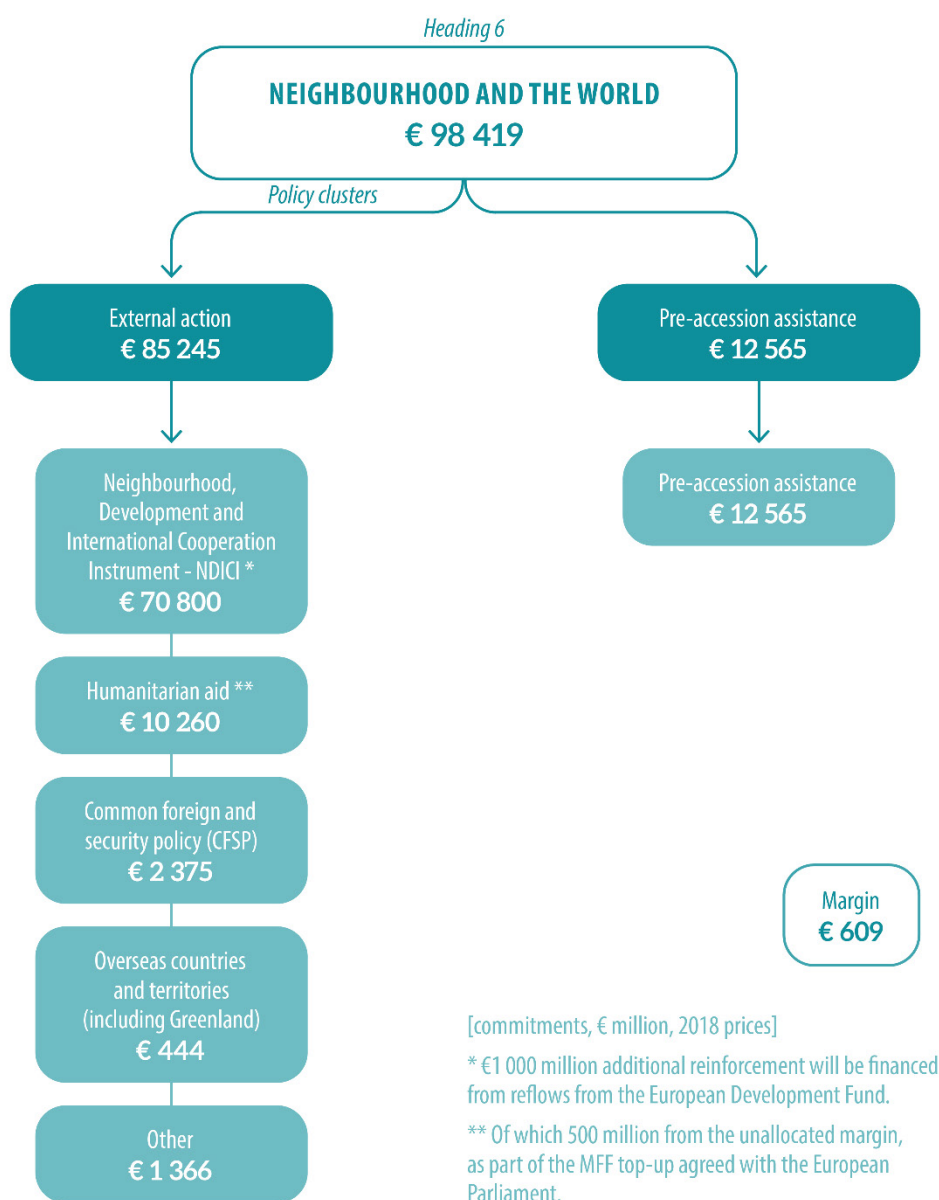 Heading 6
NEIGHBOURHOOD AND THE WORLD
€ 98 419
Policy clusters
External action
€ 85 245
Pre-accession assistance
€ 12 565
Neighbourhood,
Development and
International Cooperation
Instrument - NDICI *
€ 70 800
Pre-accession assistance
€ 12 565
Humanitarian aid **
€ 10 260
Common foreign and
security policy (CFSP)
€ 2 375
Overseas countries
and territories
(including Greenland)
€ 444
Other
€ 1 366
Margin
€ 609
[commitments, € million, 2018 prices]
* €1 000 million additional reinforcement will be financed
from reflows from the European Development Fund.
** Of which 500 million from the unallocated margin,
as part of the MFF top-up agreed with the European
Parliament.